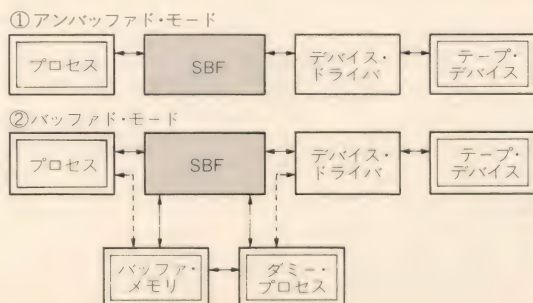 ①アンバッファド・モード
プロセス
SBF
デバイス・
ドライバ
テープ・
デバイス
②バッファド・モード
プロセス
SBF
デバイス・
ドライバ
テープ・
デバイス
バッファ・
メモリ
ダミー・
プロセス